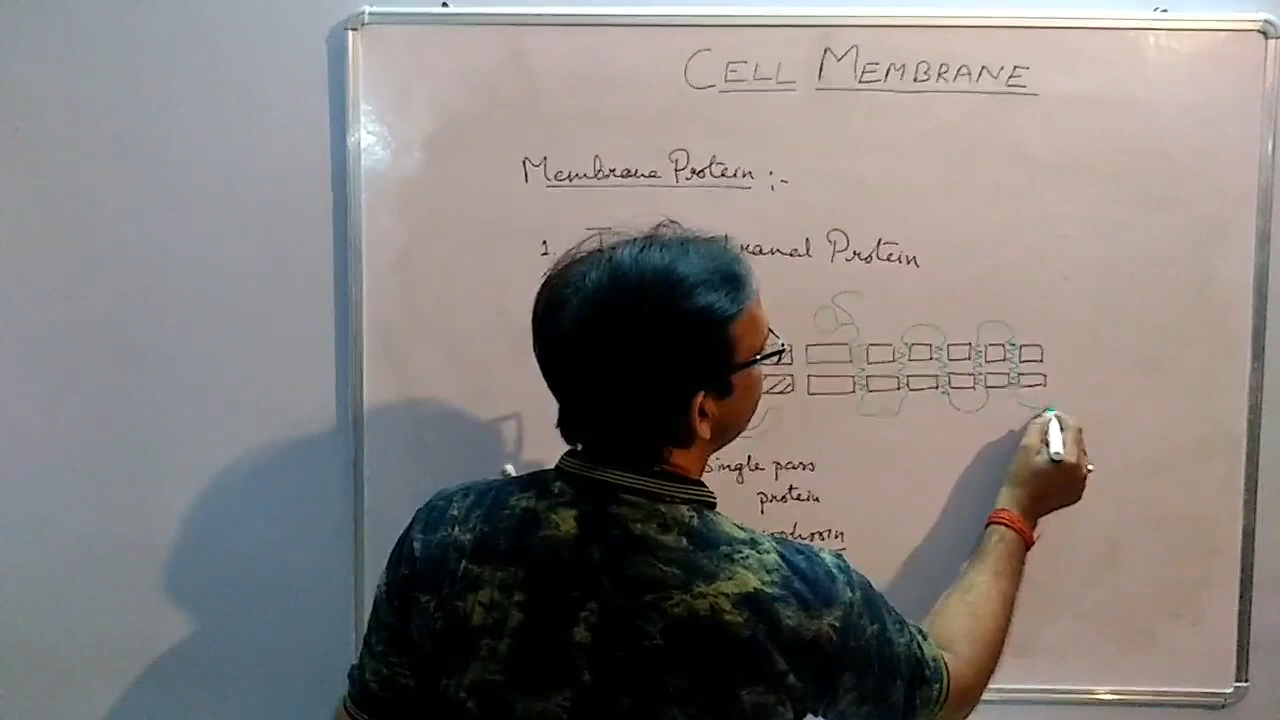 CELL MEMBRANE
Membrane Protein :-
1. Protein
Single pass
protein